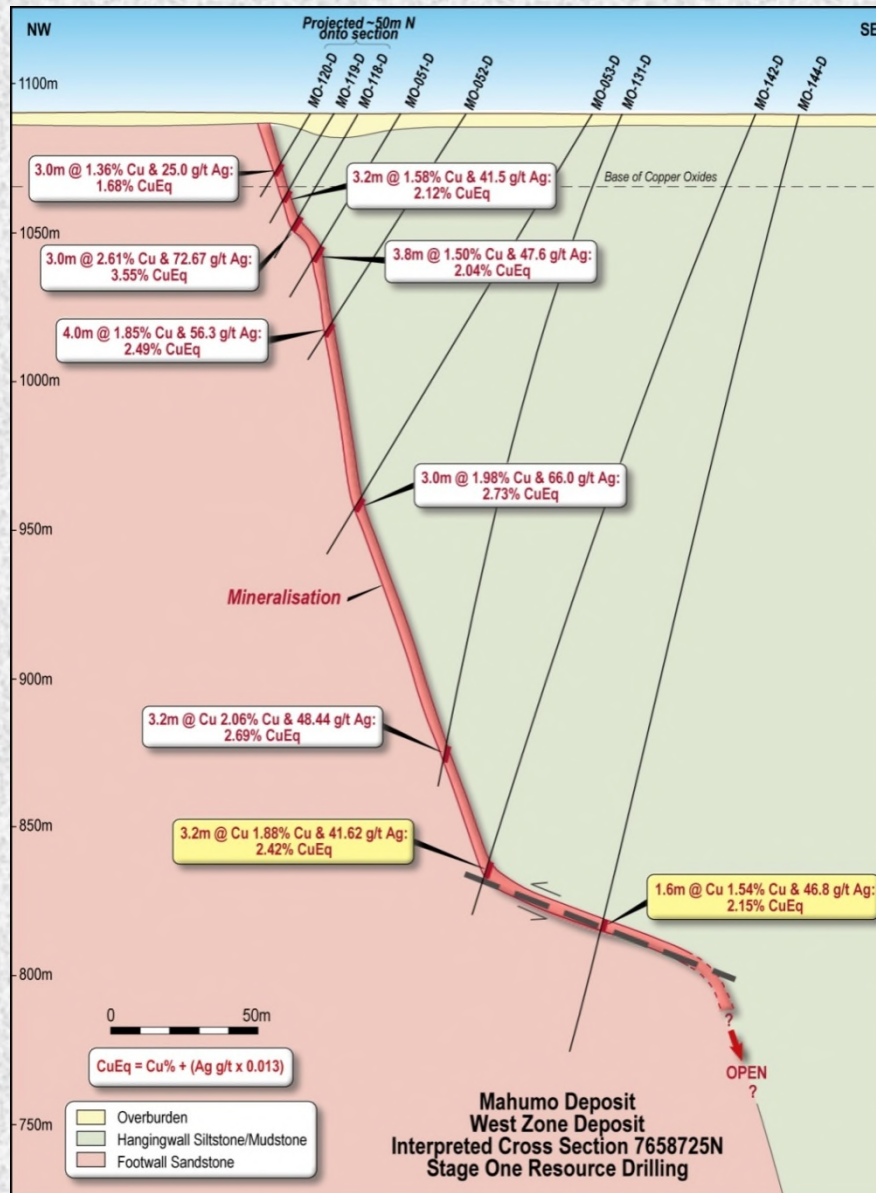 NW
Projected ~50m N
onto section
SE
MO-120-D
MO-119-D
MO-118-D
MO-051-D
MO-052-D
MO-053-D
MO-131-D
MO-142-D
MO-144-D
1100m
3.0m @ 1.36% Cu & 25.0 g/t Ag:
1.68% CuEq
3.2m @ 1.58% Cu & 41.5 g/t Ag:
2.12% CuEq
Base of Copper Oxides
1050m
3.0m @ 2.61% Cu & 72.67 g/t Ag:
3.55% CuEq
3.8m @ 1.50% Cu & 47.6 g/t Ag:
2.04% CuEq
4.0m @ 1.85% Cu & 56.3 g/t Ag:
2.49% CuEq
1000m
3.0m @ 1.98% Cu & 66.0 g/t Ag:
2.73% CuEq
950m
Mineralisation
900m
3.2m @ Cu 2.06% Cu & 48.44 g/t Ag:
2.69% CuEq
850m
3.2m @ Cu 1.88% Cu & 41.62 g/t Ag:
2.42% CuEq
1.6m @ Cu 1.54% Cu & 46.8 g/t Ag:
2.15% CuEq
800m
?
OPEN
?
0 50m
CuEq = Cu% + (Ag g/t x 0.013)
750m
Overburden
Hangingwall Siltstone/Mudstone
Footwall Sandstone
Mahumo Deposit
West Zone Deposit
Interpreted Cross Section 7658725N
Stage One Resource Drilling